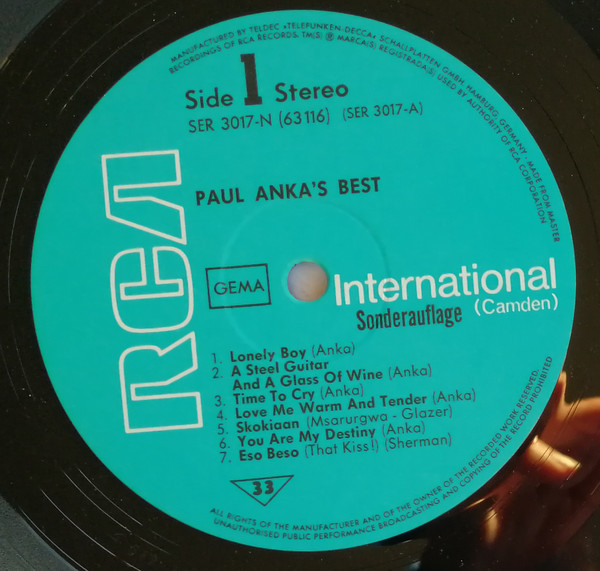 MANUFACTURED BY TELDEC »TELEFUNKEN-DECCA« SCHALLPLATTEN GMBH, HAMBURG, GERMANY - MADE FROM MASTER
RECORDINGS OF RCA RECORDS. TM(S) ® MARCA(S) REGISTRADA(S) USED BY AUTHORITY OF RCA CORPORATION
Side 1 Stereo
SER 3017-N (63116) (SER 3017-A)
RCA
PAUL ANKA'S BEST
GEMA
International
Sonderauflage (Camden)
1. Lonely Boy (Anka)
2. A Steel Guitar
And A Glass Of Wine (Anka)
3. Time To Cry (Anka)
4. Love Me Warm And Tender (Anka)
5. Skokiaan (Msarurgwa - Glazer)
6. You Are My Destiny (Anka)
7. Eso Beso (That Kiss!) (Sherman)
33
ALL RIGHTS OF THE MANUFACTURER AND OF THE OWNER OF THE RECORDED WORK RESERVED.
UNAUTHORISED PUBLIC PERFORMANCE BROADCASTING AND COPYING OF THE RECORD PROHIBITED